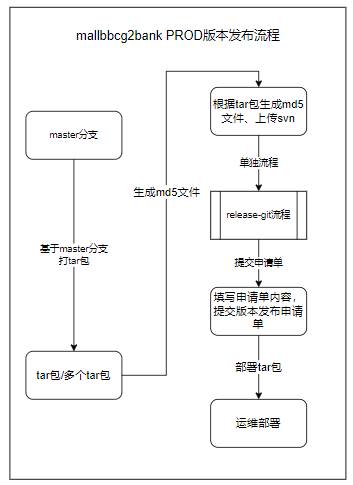 mallbbcg2bank PROD版本发布流程
master分支
基于master分支
打tar包
tar包/多个tar包
生成md5文件
根据tar包生成md5
文件、上传svn
单独流程
release-git流程
提交申请单
填写申请单内容，
提交版本发布申请
单
部署tar包
运维部署